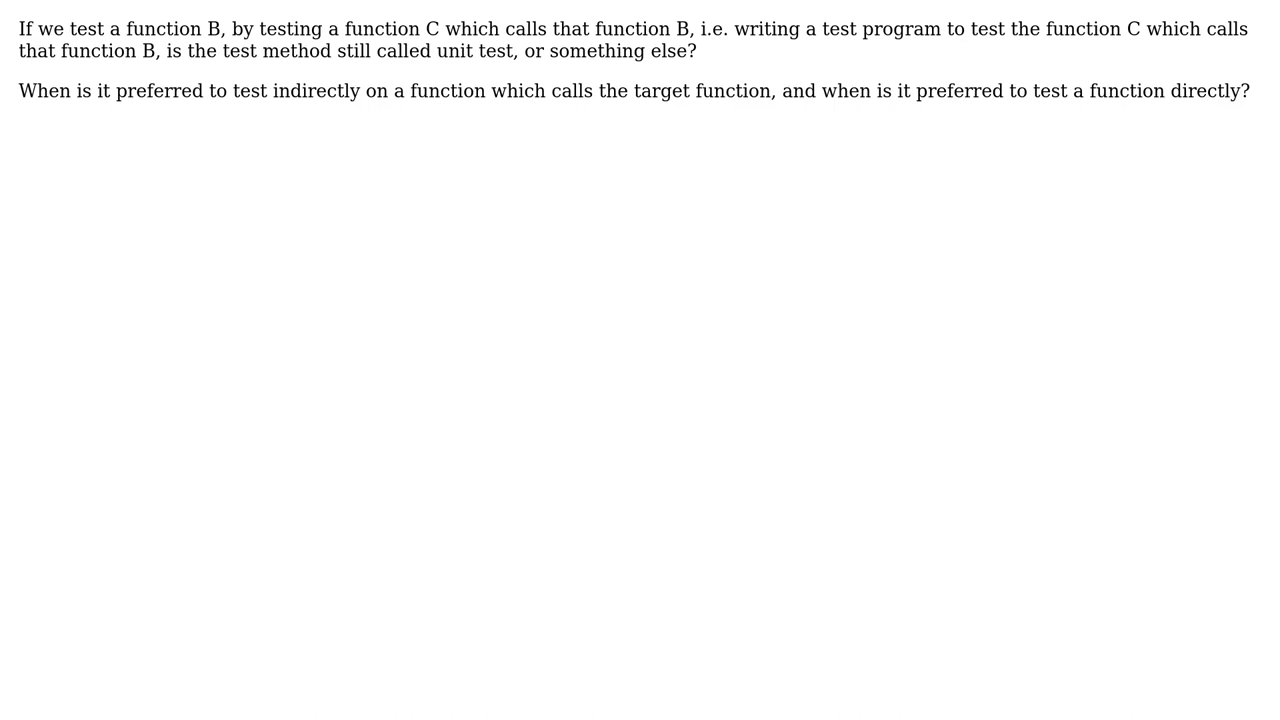 If we test a function B, by testing a function C which calls that function B, i.e. writing a test program to test the function C which calls
that function B, is the test method still called unit test, or something else?
When is it preferred to test indirectly on a function which calls the target function, and when is it preferred to test a function directly?